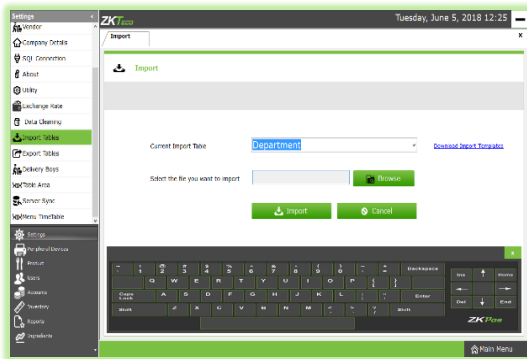 Settings
ZKTeco
Tuesday, June 5, 2018 12:25
Vendor
Import
Company Details
SQL Connection
About
Import
Utility
Exchange Rate
Data Cleaning
Import Tables
Current Import Table
Department
Download Import Templates
Export Tables
Delivery Boys
Select the file you want to import
Browse
Table Area
Server Sync
Menu TimeTable
Import
Cancel
Settings
Peripheral Devices
Product
Users
Accounts
Inventory
Reports
Ingredients
Backspace
Q W E R T Y U I O P
Caps Lock
A S D F G H J K L
Enter
Shift
Z X C V B N M
Shift
Ins
Home
Del
End
ZKPos
Main Menu